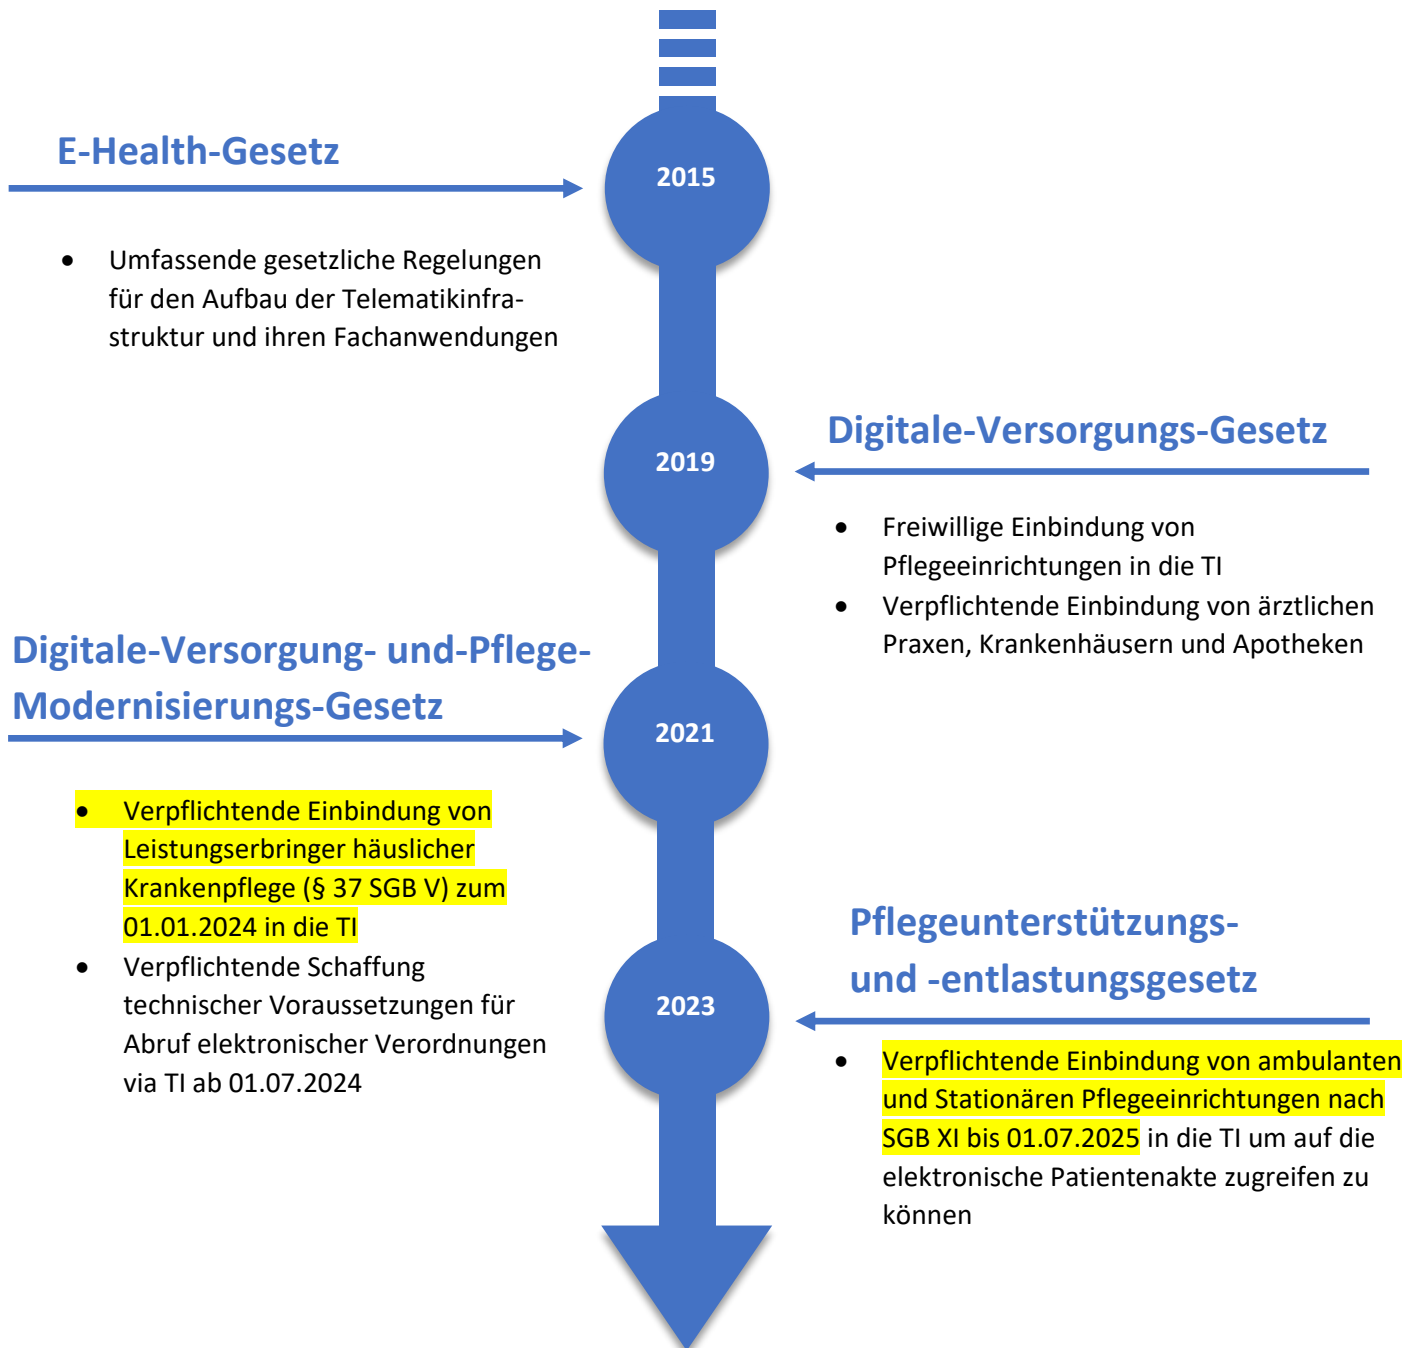 E-Health-Gesetz
2015
• Umfassende gesetzliche Regelungen
für den Aufbau der Telematikinfra-
struktur und ihren Fachanwendungen
Digitale-Versorgungs-Gesetz
2019
• Freiwillige Einbindung von
Pflegeeinrichtungen in die TI
• Verpflichtende Einbindung von ärztlichen
Praxen, Krankenhäusern und Apotheken
Digitale-Versorgung- und-Pflege-
Modernisierungs-Gesetz
2021
• Verpflichtende Einbindung von
Leistungserbringer häuslicher
Krankenpflege (§ 37 SGB V) zum
01.01.2024 in die TI
• Verpflichtende Schaffung
technischer Voraussetzungen für
Abruf elektronischer Verordnungen
via TI ab 01.07.2024
Pflegeunterstützungs-
und -entlastungsgesetz
2023
• Verpflichtende Einbindung von ambulanten
und Stationären Pflegeeinrichtungen nach
SGB XI bis 01.07.2025 in die TI um auf die
elektronische Patientenakte zugreifen zu
können